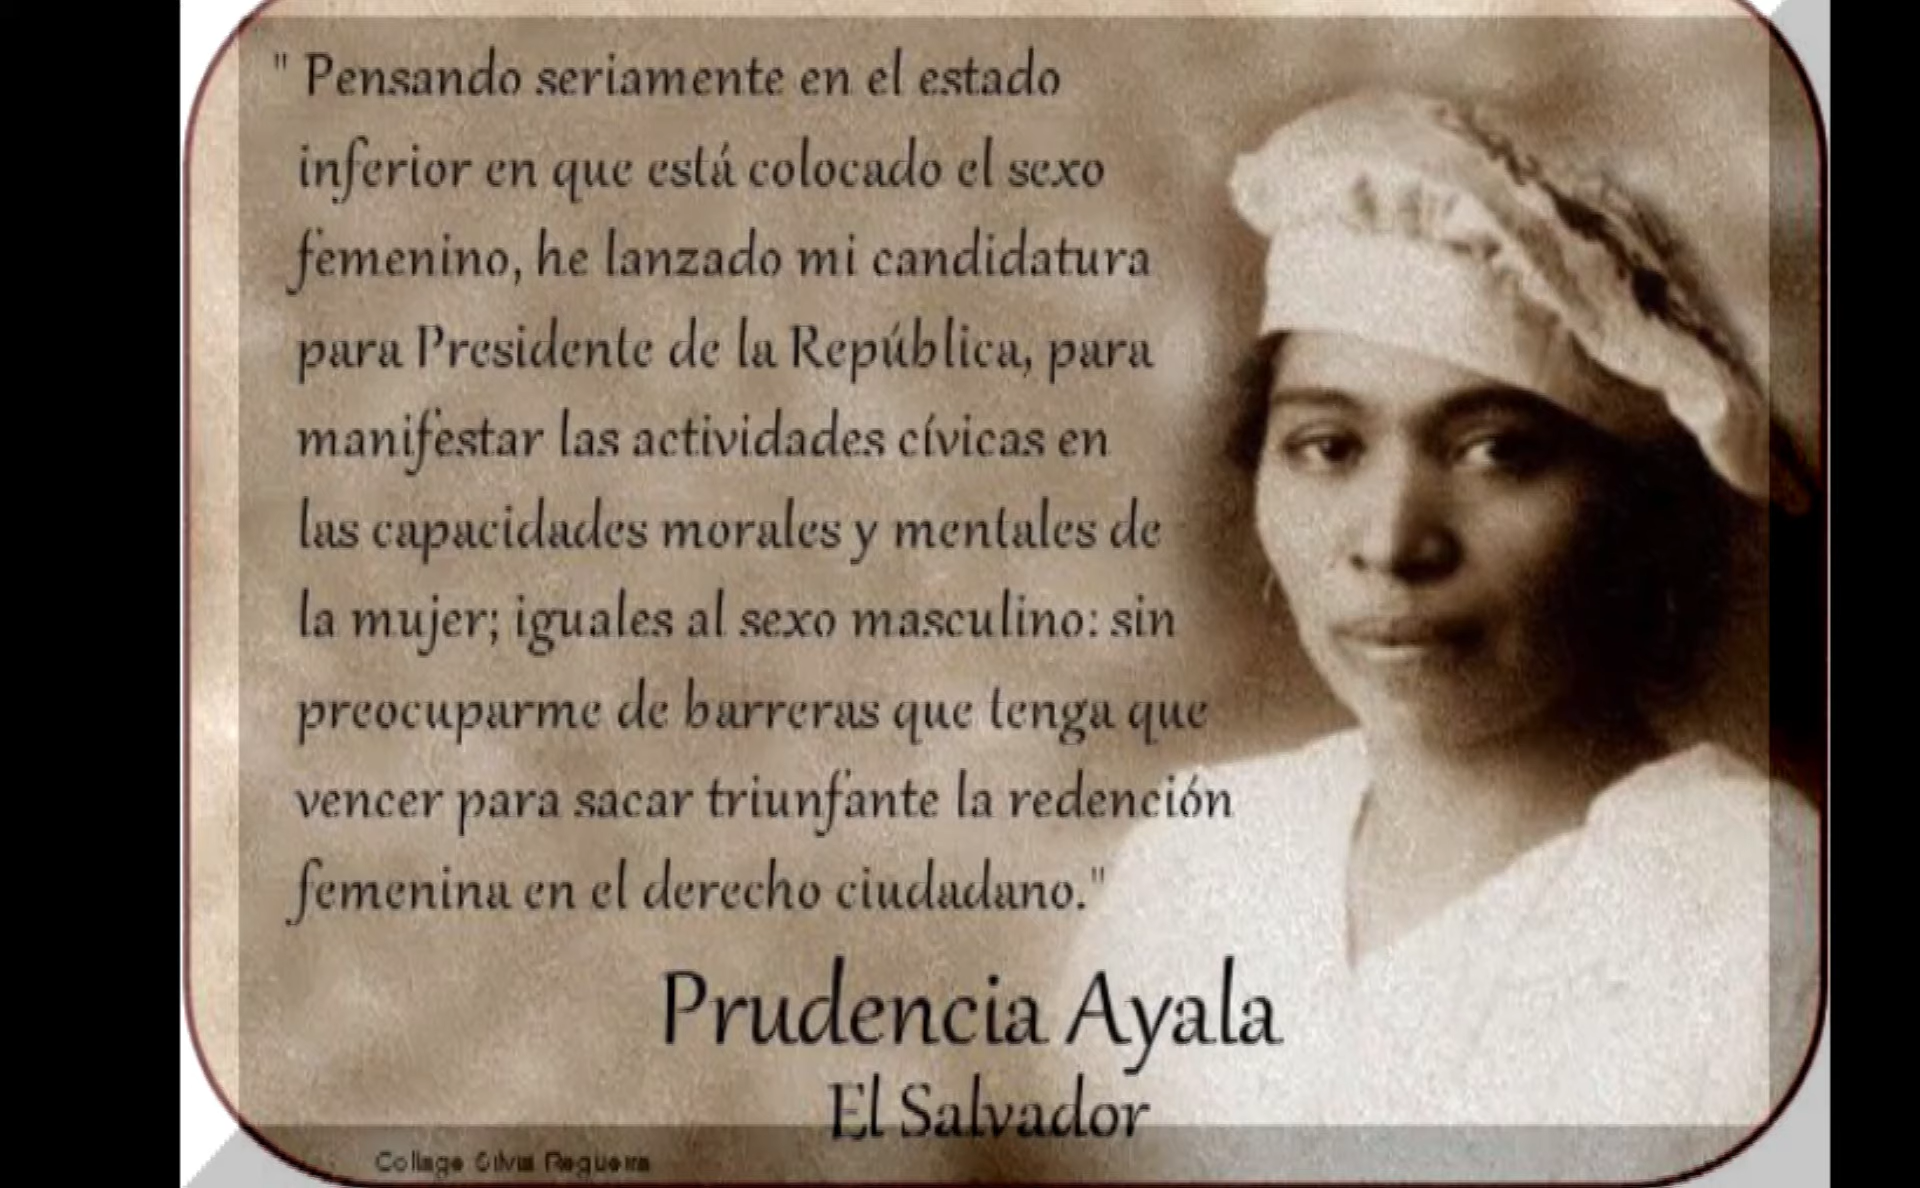 " Pensando seriamente en el estado
inferior en que está colocado el sexo
femenino, he lanzado mi candidatura
para Presidente de la República, para
manifestar las actividades cívicas en
las capacidades morales y mentales de
la mujer; iguales al sexo masculino: sin
preocuparme de barreras que tenga que
vencer para sacar triunfante la redención
femenina en el derecho ciudadano."
Prudencia Ayala
El Salvador
Collage Silvia Regueira